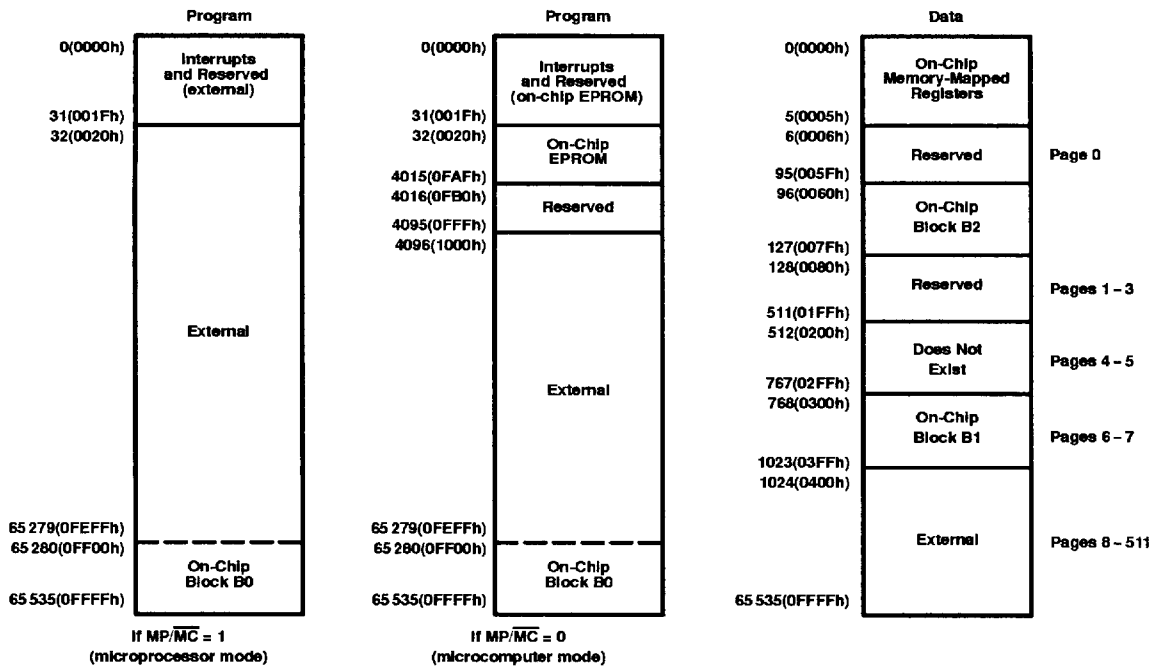 Program
0(0000h)
Interrupts
and Reserved
(external)
31(001Fh)
32(0020h)
External
65 279(0FEFFh)
65 280(0FF00h)
On-Chip
Block B0
65 535(0FFFFh)
If MP/M̅C̅ = 1
(microprocessor mode)
Program
0(0000h)
Interrupts
and Reserved
(on-chip EPROM)
31(001Fh)
32(0020h)
On-Chip
EPROM
4015(0FAFh)
4016(0FB0h)
Reserved
4095(0FFFh)
4096(1000h)
External
65 279(0FEFFh)
65 280(0FF00h)
On-Chip
Block B0
65 535(0FFFFh)
If MP/M̅C̅ = 0
(microcomputer mode)
Data
0(0000h)
On-Chip
Memory-Mapped
Registers
5(0005h)
6(0006h)
Reserved
Page 0
95(005Fh)
96(0060h)
On-Chip
Block B2
127(007Fh)
128(0080h)
Reserved
Pages 1 – 3
511(01FFh)
512(0200h)
Does Not
Exist
Pages 4 – 5
767(02FFh)
768(0300h)
On-Chip
Block B1
Pages 6 – 7
1023(03FFh)
1024(0400h)
External
Pages 8 – 511
65 535(0FFFFh)